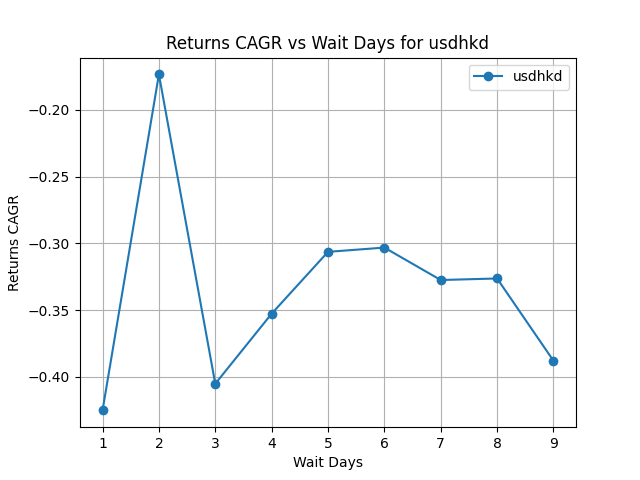 Returns CAGR vs Wait Days for usdhkd
usdhkd
Returns CAGR
−0.20
−0.25
−0.30
−0.35
−0.40
1 2 3 4 5 6 7 8 9
Wait Days